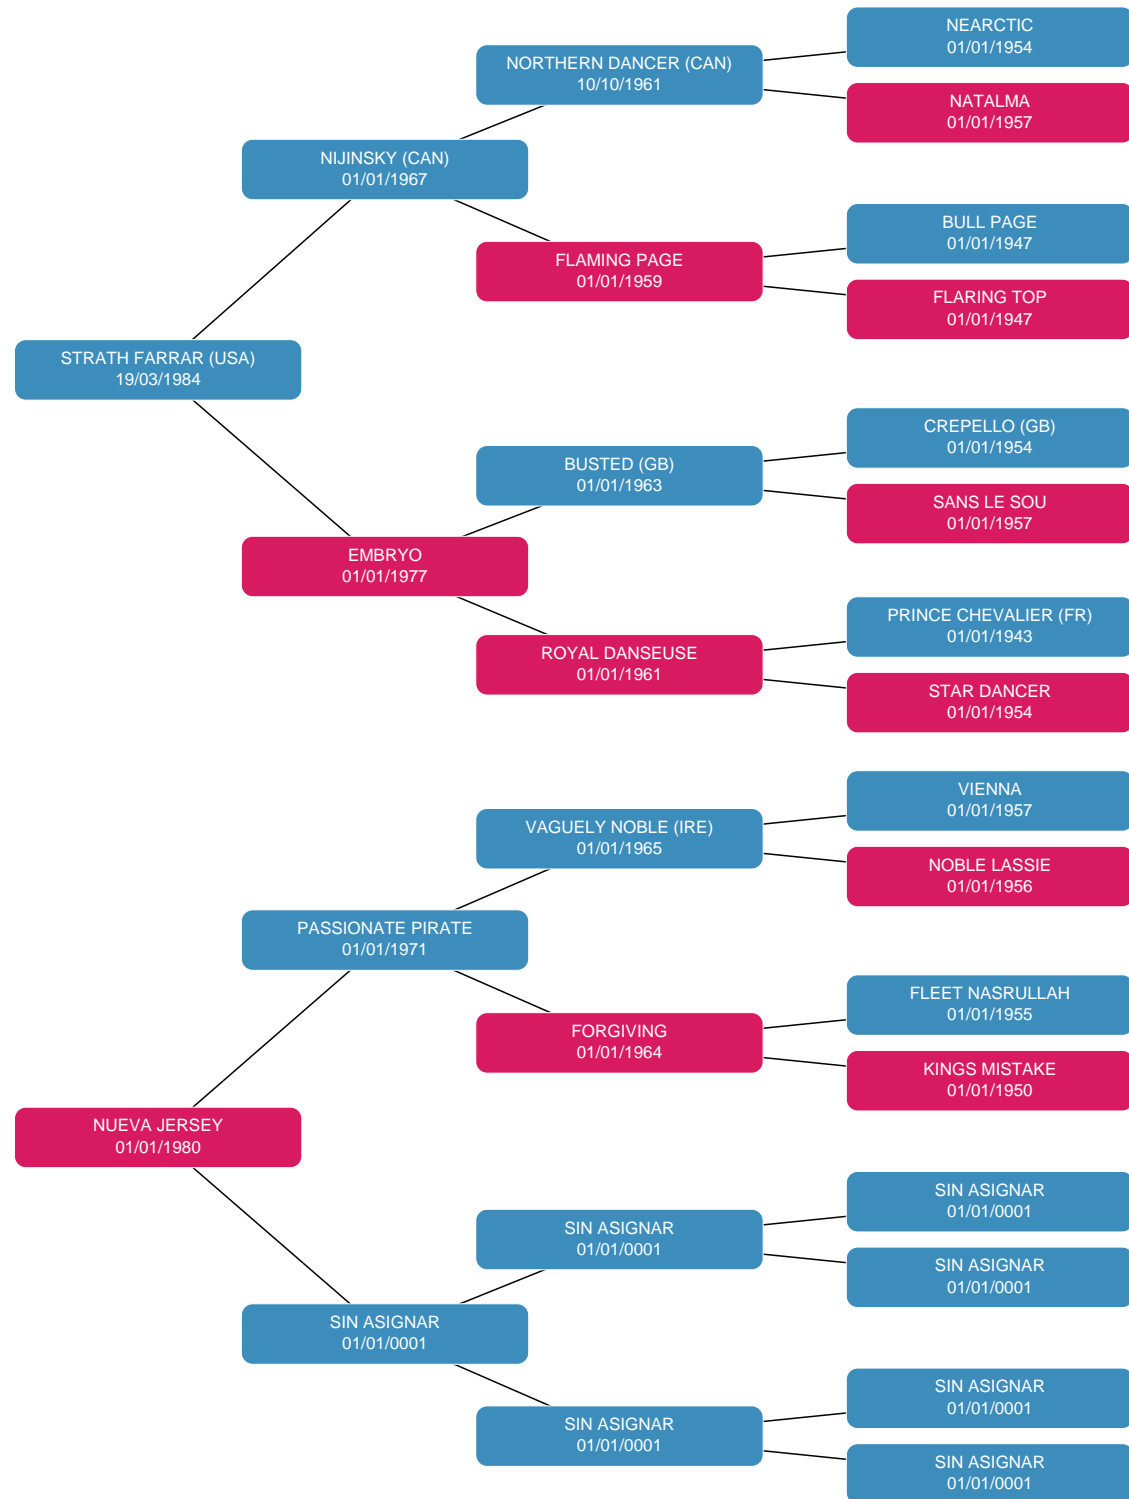 NEARCTIC
01/01/1954
NORTHERN DANCER (CAN)
10/10/1961
NATALMA
01/01/1957
NIJINSKY (CAN)
01/01/1967
BULL PAGE
01/01/1947
FLAMING PAGE
01/01/1959
FLARING TOP
01/01/1947
STRATH FARRAR (USA)
19/03/1984
CREPELLO (GB)
01/01/1954
BUSTED (GB)
01/01/1963
SANS LE SOU
01/01/1957
EMBRYO
01/01/1977
PRINCE CHEVALIER (FR)
01/01/1943
ROYAL DANSEUSE
01/01/1961
STAR DANCER
01/01/1954
VIENNA
01/01/1957
VAGUELY NOBLE (IRE)
01/01/1965
NOBLE LASSIE
01/01/1956
PASSIONATE PIRATE
01/01/1971
FLEET NASRULLAH
01/01/1955
FORGIVING
01/01/1964
KINGS MISTAKE
01/01/1950
NUEVA JERSEY
01/01/1980
SIN ASIGNAR
01/01/0001
SIN ASIGNAR
01/01/0001
SIN ASIGNAR
01/01/0001
SIN ASIGNAR
01/01/0001
SIN ASIGNAR
01/01/0001
SIN ASIGNAR
01/01/0001
SIN ASIGNAR
01/01/0001